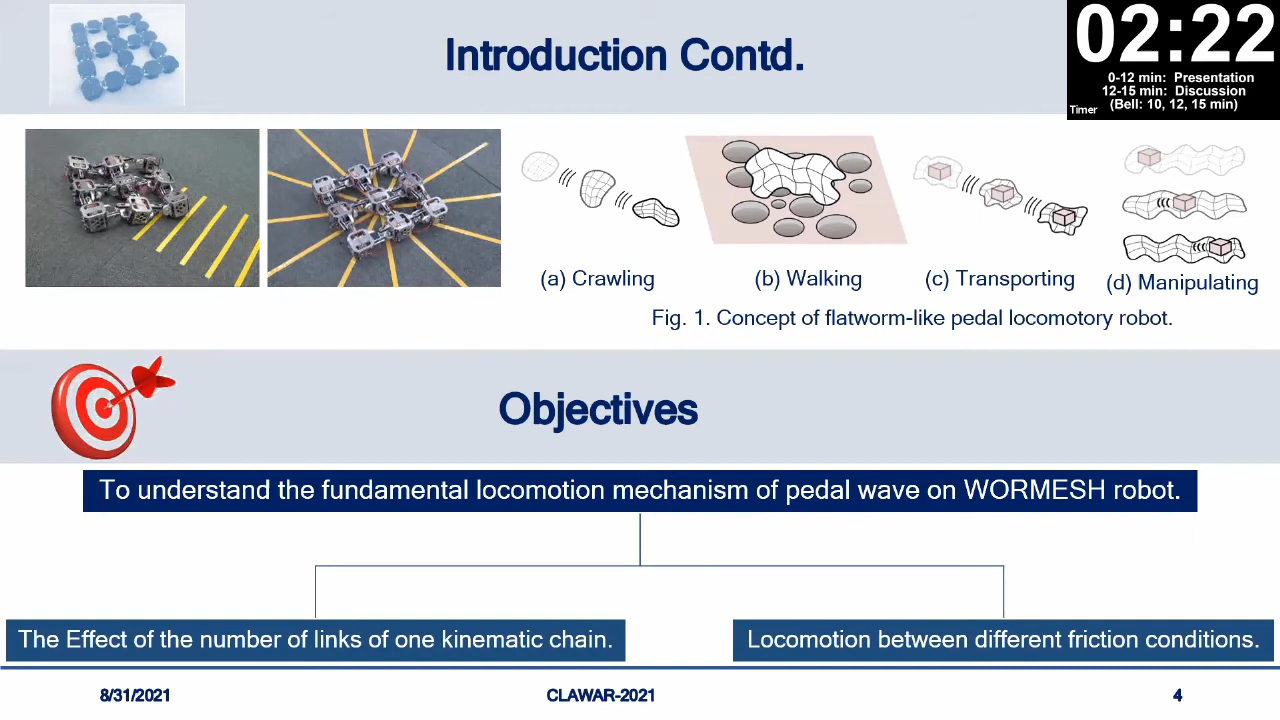 Introduction Contd.
02:22
0-12 min: Presentation
12-15 min: Discussion
(Bell: 10, 12, 15 min)
Timer
(a) Crawling
(b) Walking
(c) Transporting
(d) Manipulating
Fig. 1. Concept of flatworm-like pedal locomotory robot.
Objectives
To understand the fundamental locomotion mechanism of pedal wave on WORMESH robot.
The Effect of the number of links of one kinematic chain.
Locomotion between different friction conditions.
8/31/2021
CLAWAR-2021
4